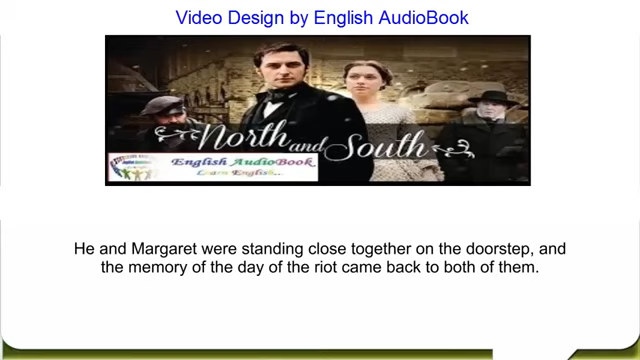 Video Design by English AudioBook
North and South
English AudioBook
Learn English...
He and Margaret were standing close together on the doorstep, and
the memory of the day of the riot came back to both of them.